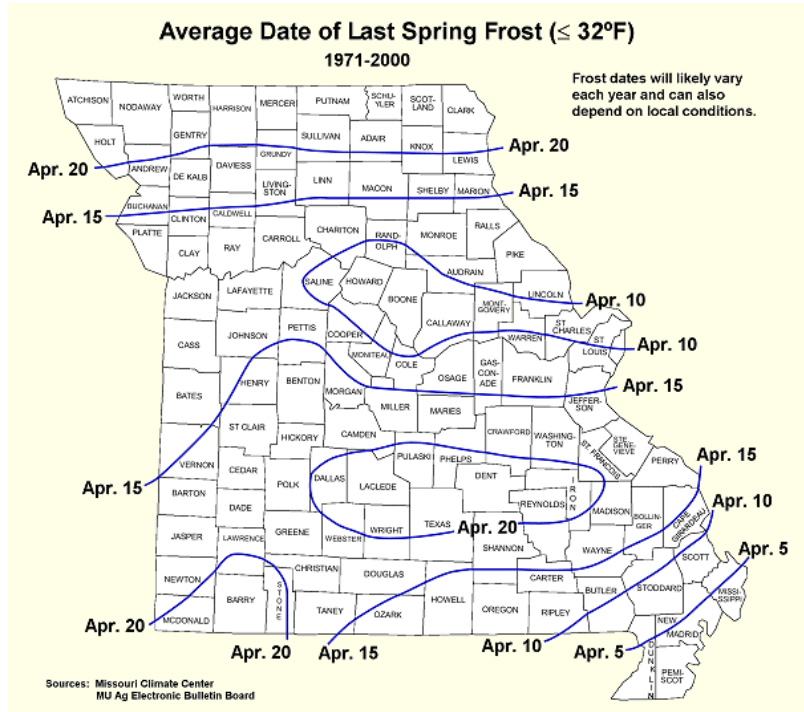 Average Date of Last Spring Frost (≤ 32ºF)
1971-2000
Frost dates will likely vary
each year and can also
depend on local conditions.
ATCHISON
NODAWAY
WORTH
HARRISON
MERCER
PUTNAM
SCHU-
YLER
SCOT-
LAND
CLARK
HOLT
GENTRY
SULLIVAN
ADAIR
KNOX
LEWIS
Apr. 20
Apr. 20
ANDREW
DE KALB
DAVIESS
GRUNDY
LIVING-
STON
LINN
MACON
SHELBY
MARION
Apr. 15
Apr. 15
BUCHANAN
CLINTON
CALDWELL
PLATTE
CLAY
RAY
CARROLL
CHARITON
RAND-
OLPH
MONROE
RALLS
PIKE
AUDRAIN
JACKSON
LAFAYETTE
SALINE
HOWARD
BOONE
CALLAWAY
MONT-
GOMERY
LINCOLN
Apr. 10
ST
CHARLES
ST
LOUIS
WARREN
Apr. 10
CASS
JOHNSON
PETTIS
COOPER
MONITEAU
COLE
OSAGE
GAS-
CON-
ADE
FRANKLIN
JEFFER-
SON
Apr. 15
BATES
HENRY
BENTON
MORGAN
MILLER
MARIES
ST CLAIR
HICKORY
CAMDEN
CRAWFORD
WASHING-
TON
ST. FRANCOIS
STE.
GENE-
VIEVE
PERRY
Apr. 15
Apr. 15
VERNON
CEDAR
POLK
DALLAS
LACLEDE
PULASKI
PHELPS
DENT
IRON
REYNOLDS
MADISON
BOLLIN-
GER
CAPE
GIRARDEAU
Apr. 10
BARTON
DADE
GREENE
WEBSTER
WRIGHT
TEXAS
Apr. 20
SHANNON
WAYNE
SCOTT
Apr. 5
JASPER
LAWRENCE
CHRISTIAN
DOUGLAS
HOWELL
CARTER
BUTLER
STODDARD
MISSI-
SSIPPI
NEWTON
MCDONALD
BARRY
STONE
TANEY
OZARK
OREGON
RIPLEY
NEW
MADRID
DUNKLIN
PEMI-
SCOT
Apr. 20
Apr. 20
Apr. 15
Apr. 10
Apr. 5
Sources: Missouri Climate Center
MU Ag Electronic Bulletin Board